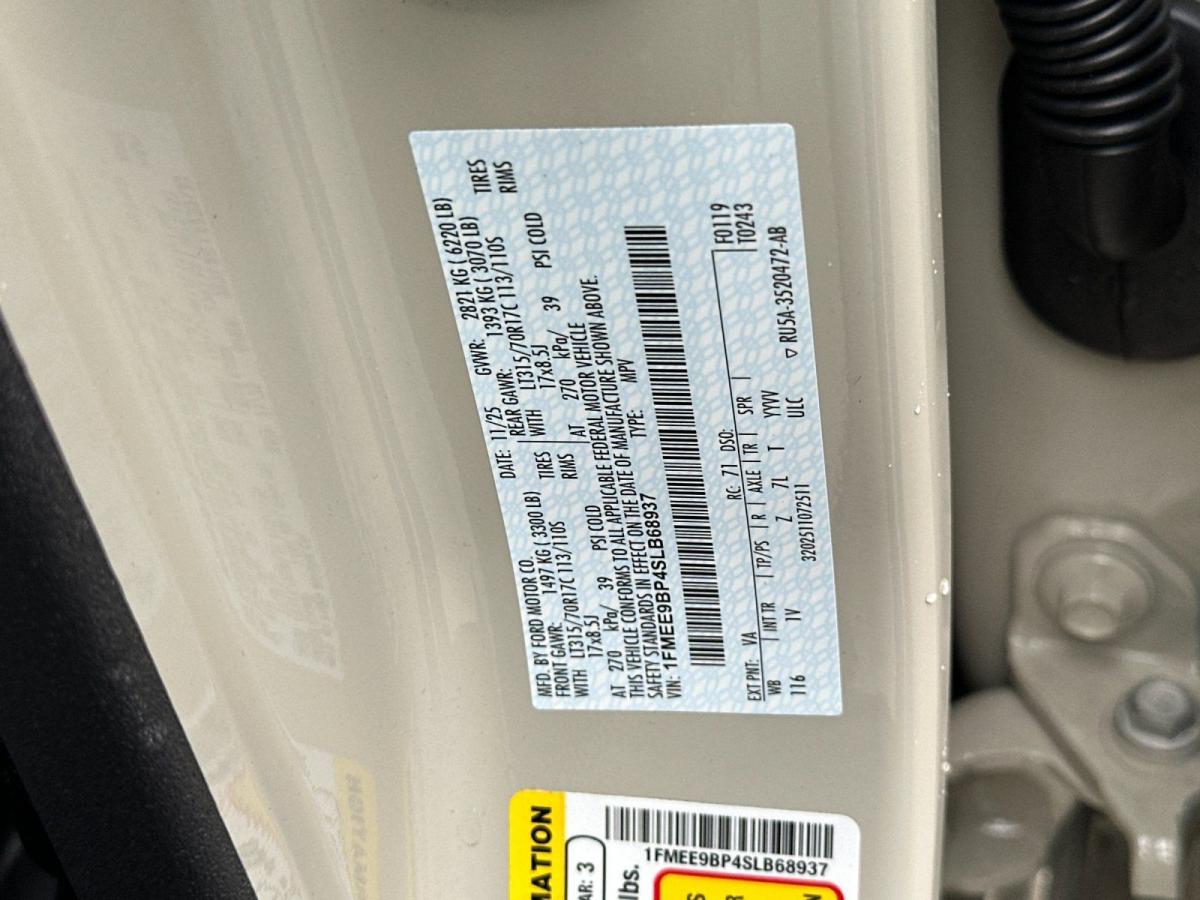 MFD. BY FORD MOTOR CO. DATE: 11/25 GVWR: 2821 KG ( 6220 LB)
FRONT GAWR: 1497 KG ( 3300 LB) REAR GAWR: 1393 KG ( 3070 LB)
WITH LT315/70R17C 113/110S TIRES WITH LT315/70R17C 113/110S TIRES
17x8.5J RIMS 17x8.5J RIMS
AT 270 kPa/ 39 PSI COLD AT 270 kPa/ 39 PSI COLD
THIS VEHICLE CONFORMS TO ALL APPLICABLE FEDERAL MOTOR VEHICLE
SAFETY STANDARDS IN EFFECT ON THE DATE OF MANUFACTURE SHOWN ABOVE.
VIN: 1FMEE9BP4SLB68937 TYPE: MPV
EXT PNT: VA RC: 71 DSO: F0119
WB INT TR TP/PS R AXLE TR SPR T0243
116 1V Z 7L T YYVV
3202511072511 ULC ▽ RU5A-3520472-AB
MATION
AR: 3
lbs.
1FMEE9BP4SLB68937